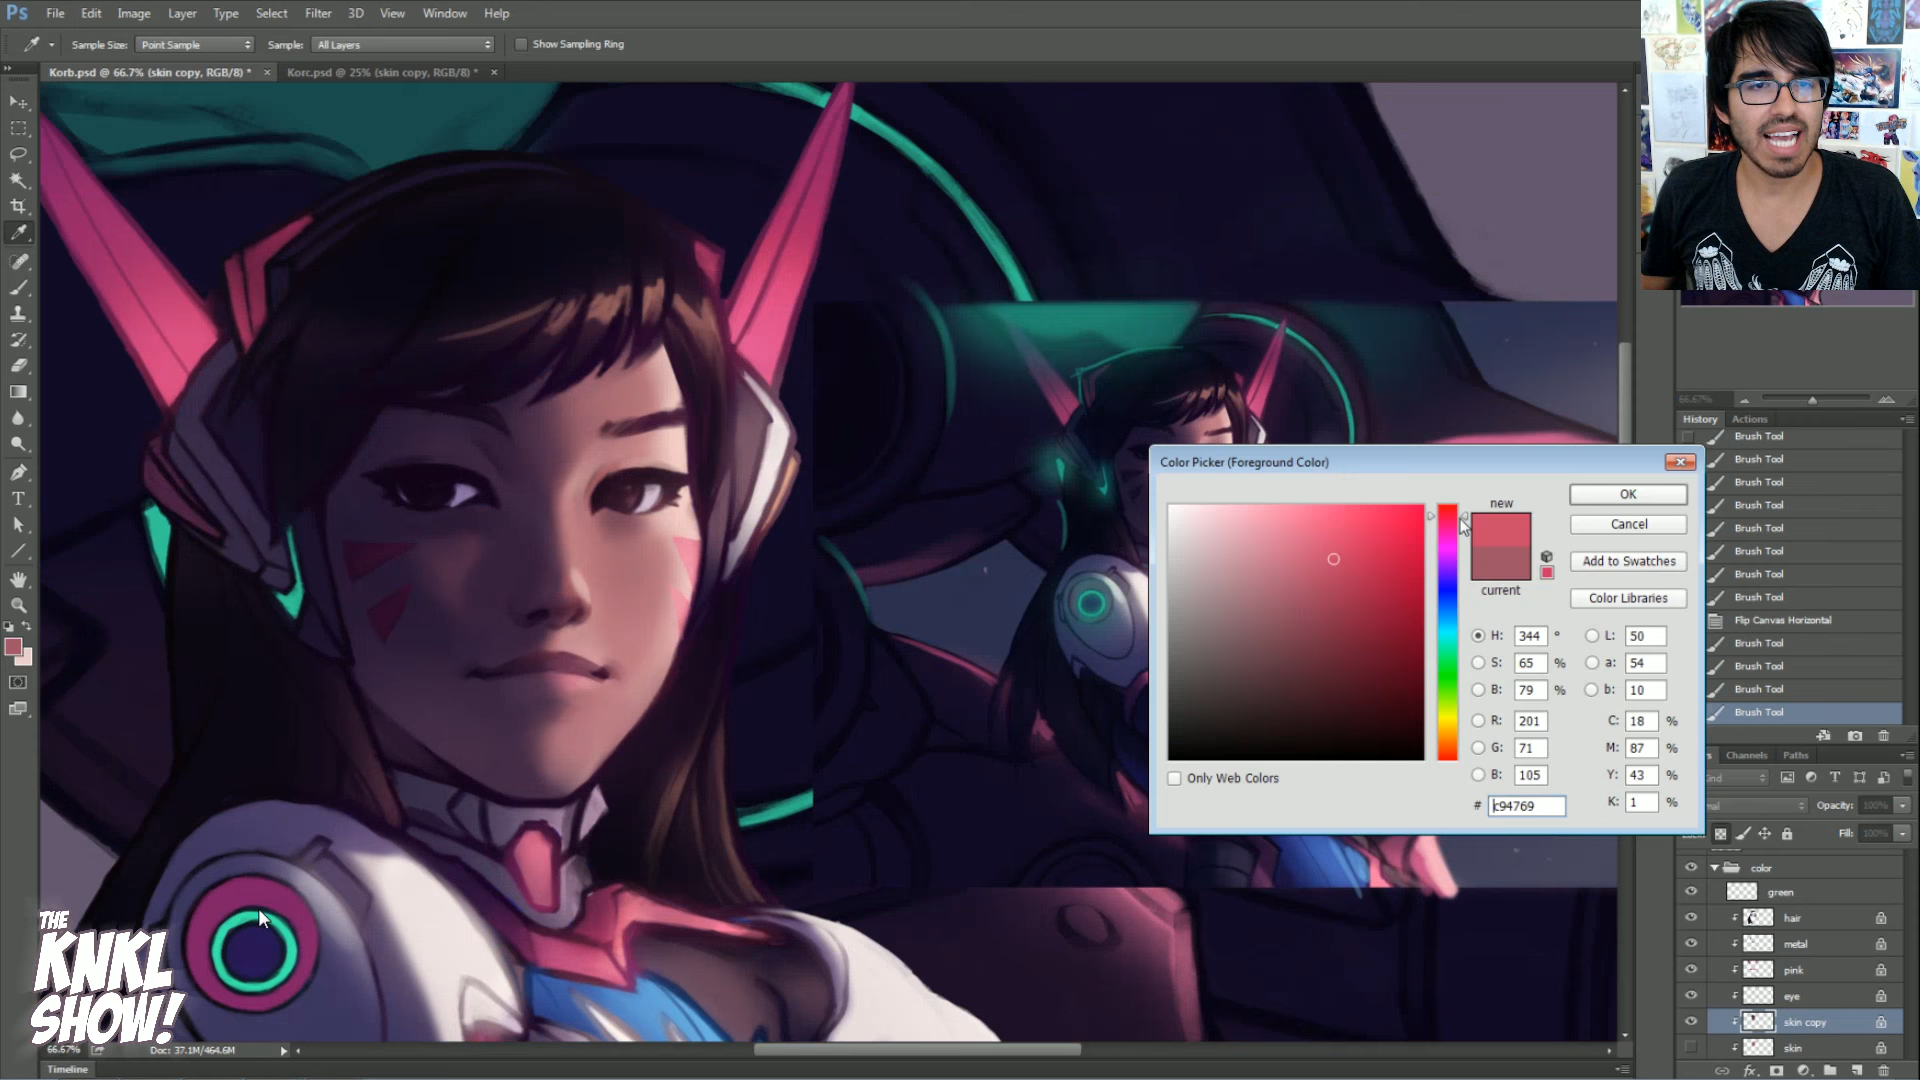 Ps File Edit Image Layer Type Select Filter 3D View Window Help
Sample Size: Point Sample Sample: All Layers Show Sampling Ring
Korb.psd @ 66.7% (skin copy, RGB/8) * × Korc.psd @ 25% (skin copy, RGB/8) * ×
66.67%
History Actions
Brush Tool
Brush Tool
Brush Tool
Brush Tool
Brush Tool
Brush Tool
Brush Tool
Brush Tool
Flip Canvas Horizontal
Brush Tool
Brush Tool
Brush Tool
Brush Tool
Color Picker (Foreground Color)
new
current
OK
Cancel
Add to Swatches
Color Libraries
H: 344 ° L: 50
S: 65 % a: 54
B: 79 % b: 10
R: 201 C: 18 %
G: 71 M: 87 %
B: 105 Y: 43 %
# c94769 K: 1 %
Only Web Colors
Channels Paths
Opacity: 100%
Fill: 100%
color
green
hair
metal
pink
eye
skin copy
skin
THE
KNKL
SHOW!
66.67% Doc: 37.1M/464.6M
Timeline